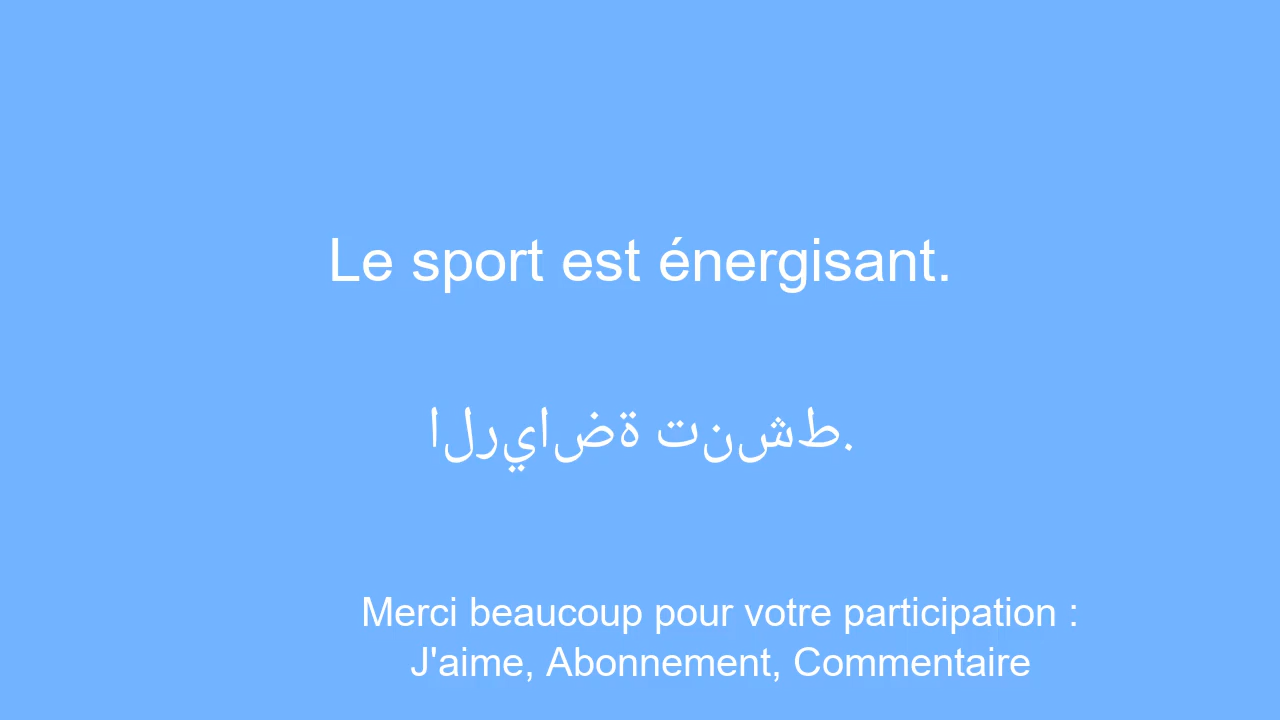 Le sport est énergisant.
الرياضة تنشط.
Merci beaucoup pour votre participation :
J'aime, Abonnement, Commentaire